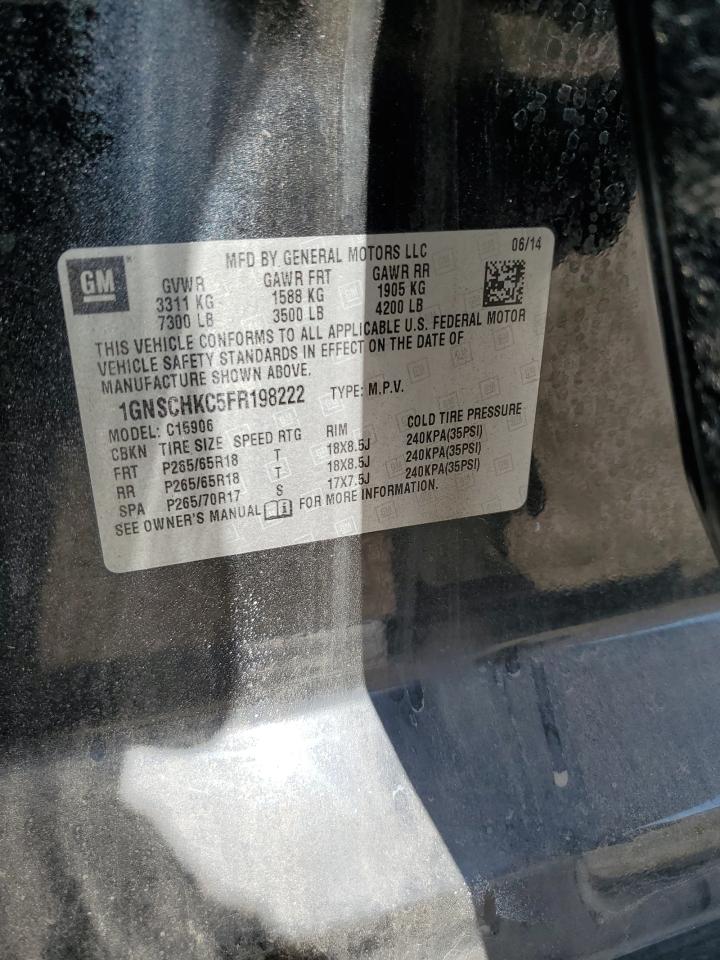 GM
MFD BY GENERAL MOTORS LLC 06/14
GVWR GAWR FRT GAWR RR
3311 KG 1588 KG 1905 KG
7300 LB 3500 LB 4200 LB
THIS VEHICLE CONFORMS TO ALL APPLICABLE U.S. FEDERAL MOTOR
VEHICLE SAFETY STANDARDS IN EFFECT ON THE DATE OF
MANUFACTURE SHOWN ABOVE.
1GNSCHKC5FR198222 TYPE: M.P.V.
MODEL: C15906
CBKN TIRE SIZE SPEED RTG RIM COLD TIRE PRESSURE
FRT P265/65R18 T 18X8.5J 240KPA(35PSI)
RR P265/65R18 T 18X8.5J 240KPA(35PSI)
SPA P265/70R17 S 17X7.5J 240KPA(35PSI)
SEE OWNER'S MANUAL FOR MORE INFORMATION.